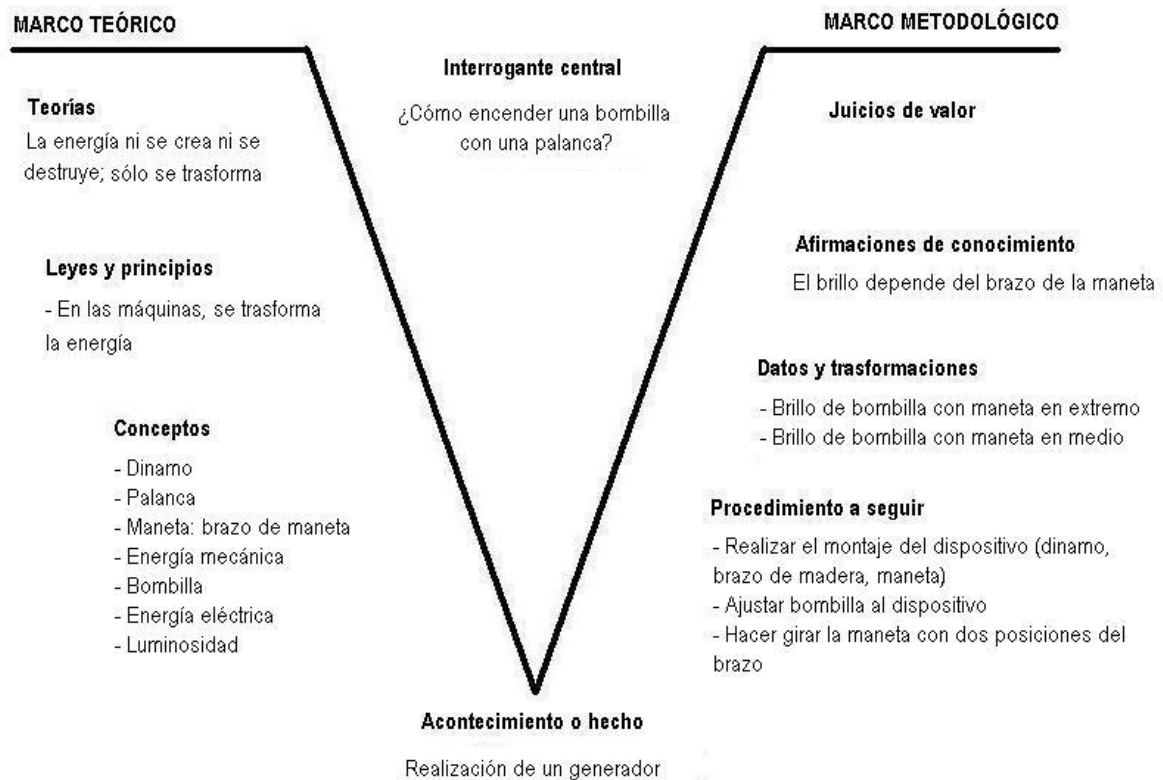 MARCO TEÓRICO
Teorías
La energía ni se crea ni se
destruye; sólo se trasforma
Leyes y principios
- En las máquinas, se trasforma
la energía
Conceptos
- Dinamo
- Palanca
- Maneta: brazo de maneta
- Energía mecánica
- Bombilla
- Energía eléctrica
- Luminosidad
Interrogante central
¿Cómo encender una bombilla
con una palanca?
Acontecimiento o hecho
Realización de un generador
MARCO METODOLÓGICO
Juicios de valor
Afirmaciones de conocimiento
El brillo depende del brazo de la maneta
Datos y trasformaciones
- Brillo de bombilla con maneta en extremo
- Brillo de bombilla con maneta en medio
Procedimiento a seguir
- Realizar el montaje del dispositivo (dinamo,
brazo de madera, maneta)
- Ajustar bombilla al dispositivo
- Hacer girar la maneta con dos posiciones del
brazo